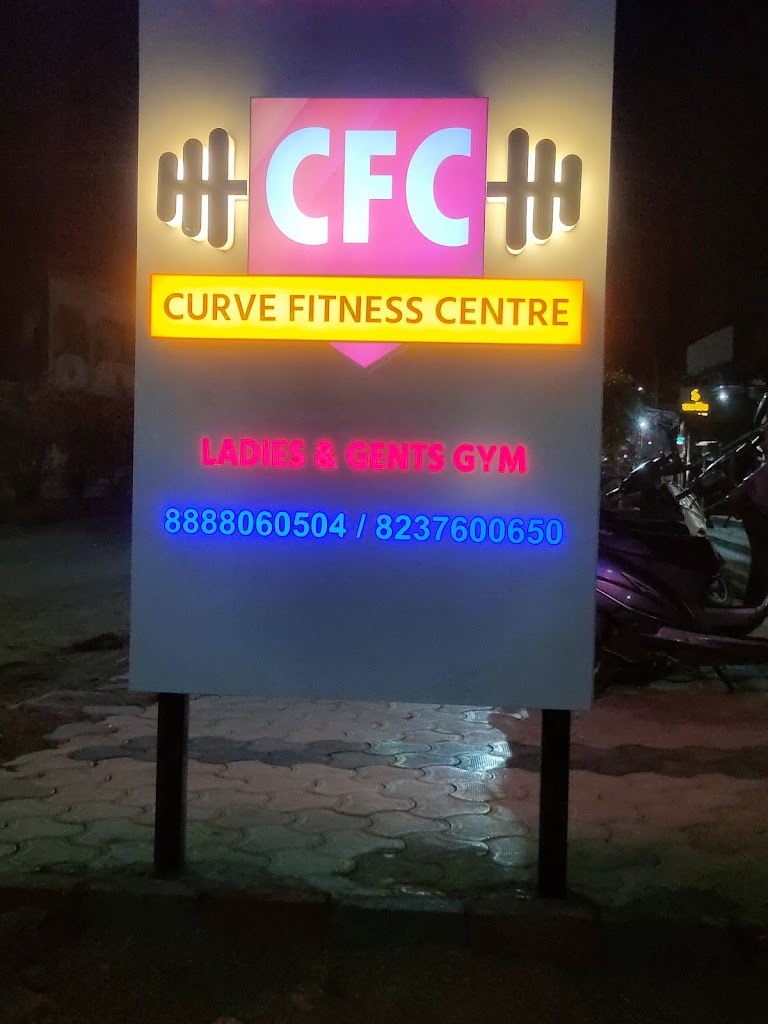 CFC
CURVE FITNESS CENTRE
LADIES & GENTS GYM
8888060504 / 8237600650